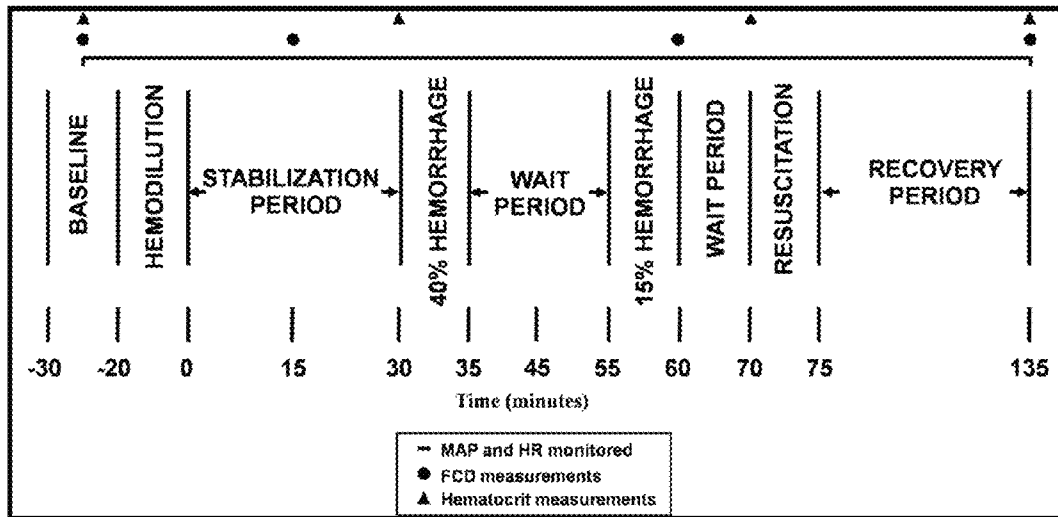 BASELINE
HEMODILUTION
STABILIZATION
PERIOD
40% HEMORRHAGE
WAIT
PERIOD
15% HEMORRHAGE
WAIT PERIOD
RESUSCITATION
RECOVERY
PERIOD
-30 -20 0 15 30 35 45 55 60 70 75 135
Time (minutes)
MAP and HR monitored
FCD measurements
Hematocrit measurements